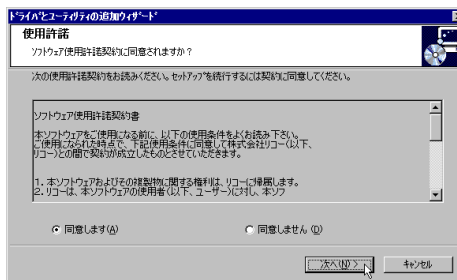 ドライバとユーティリティの追加ウィザード
使用許諾
ソフトウェア使用許諾契約に同意されますか?
次の使用許諾契約をお読みください。セットアップを続行するには契約に同意してください。
ソフトウェア使用許諾契約書
本ソフトウェアをご使用になる前に、以下の使用条件をよくお読み下さい。
ご使用になられた時点で、下記使用条件に同意して株式会社リコー(以下、
リコー)との間で契約が成立したものとさせていただきます。
1. 本ソフトウェアおよびその複製物に関する権利は、リコーに帰属します。
2. リコーは、本ソフトウェアの使用者(以下、ユーザー)に対し、本ソフ
同意します(A)
同意しません (D)
次へ(N) >
キャンセル